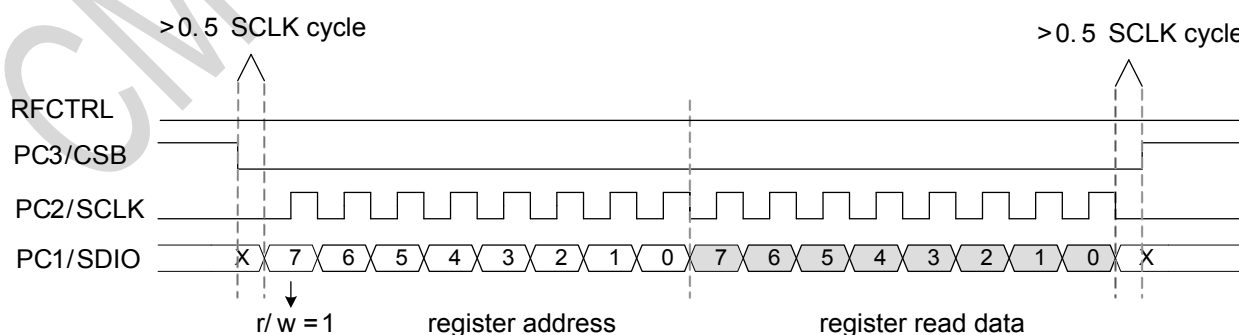 >0.5 SCLK cycle
>0.5 SCLK cycle
RFCTRL
PC3/CSB
PC2/SCLK
PC1/SDIO X 7 6 5 4 3 2 1 0 7 6 5 4 3 2 1 0 X
r/w=1 register address register read data
CM